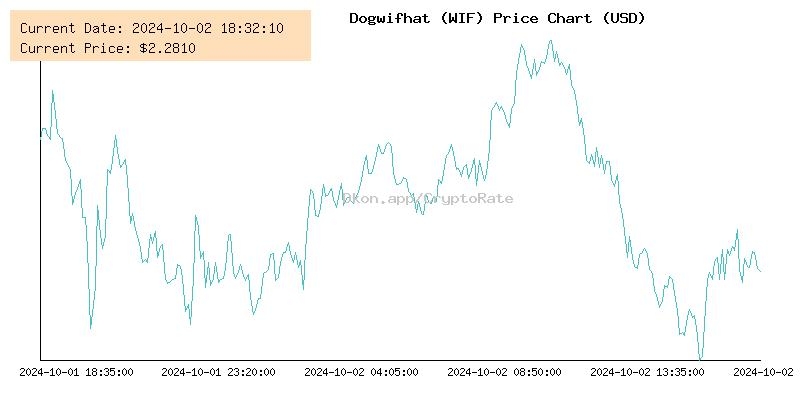 Dogwifhat (WIF) Price Chart (USD)
Current Date: 2024-10-02 18:32:10
Current Price: $2.2810
0kon.app/CryptoRate
2024-10-01 18:35:00 2024-10-01 23:20:00 2024-10-02 04:05:00 2024-10-02 08:50:00 2024-10-02 13:35:00 2024-10-02